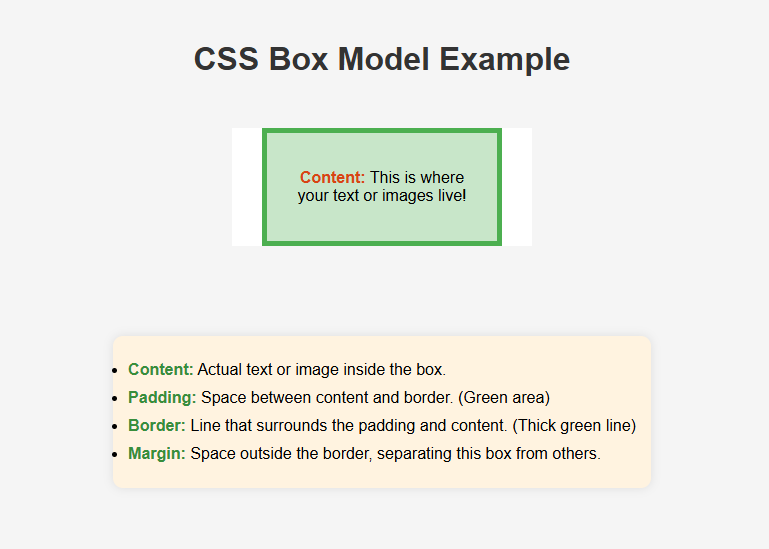 CSS Box Model Example
Content: This is where
your text or images live!
Content: Actual text or image inside the box.
Padding: Space between content and border. (Green area)
Border: Line that surrounds the padding and content. (Thick green line)
Margin: Space outside the border, separating this box from others.